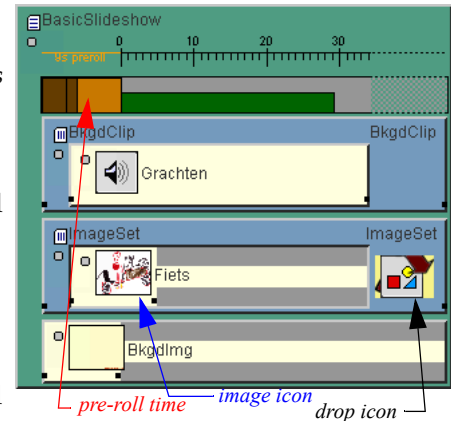 BasicSlideshow
0 10 20 30
9s preroll
s
BkgdClip BkgdClip
Grachten
ImageSet ImageSet
Fiets
BkgdImg
pre-roll time image icon drop icon